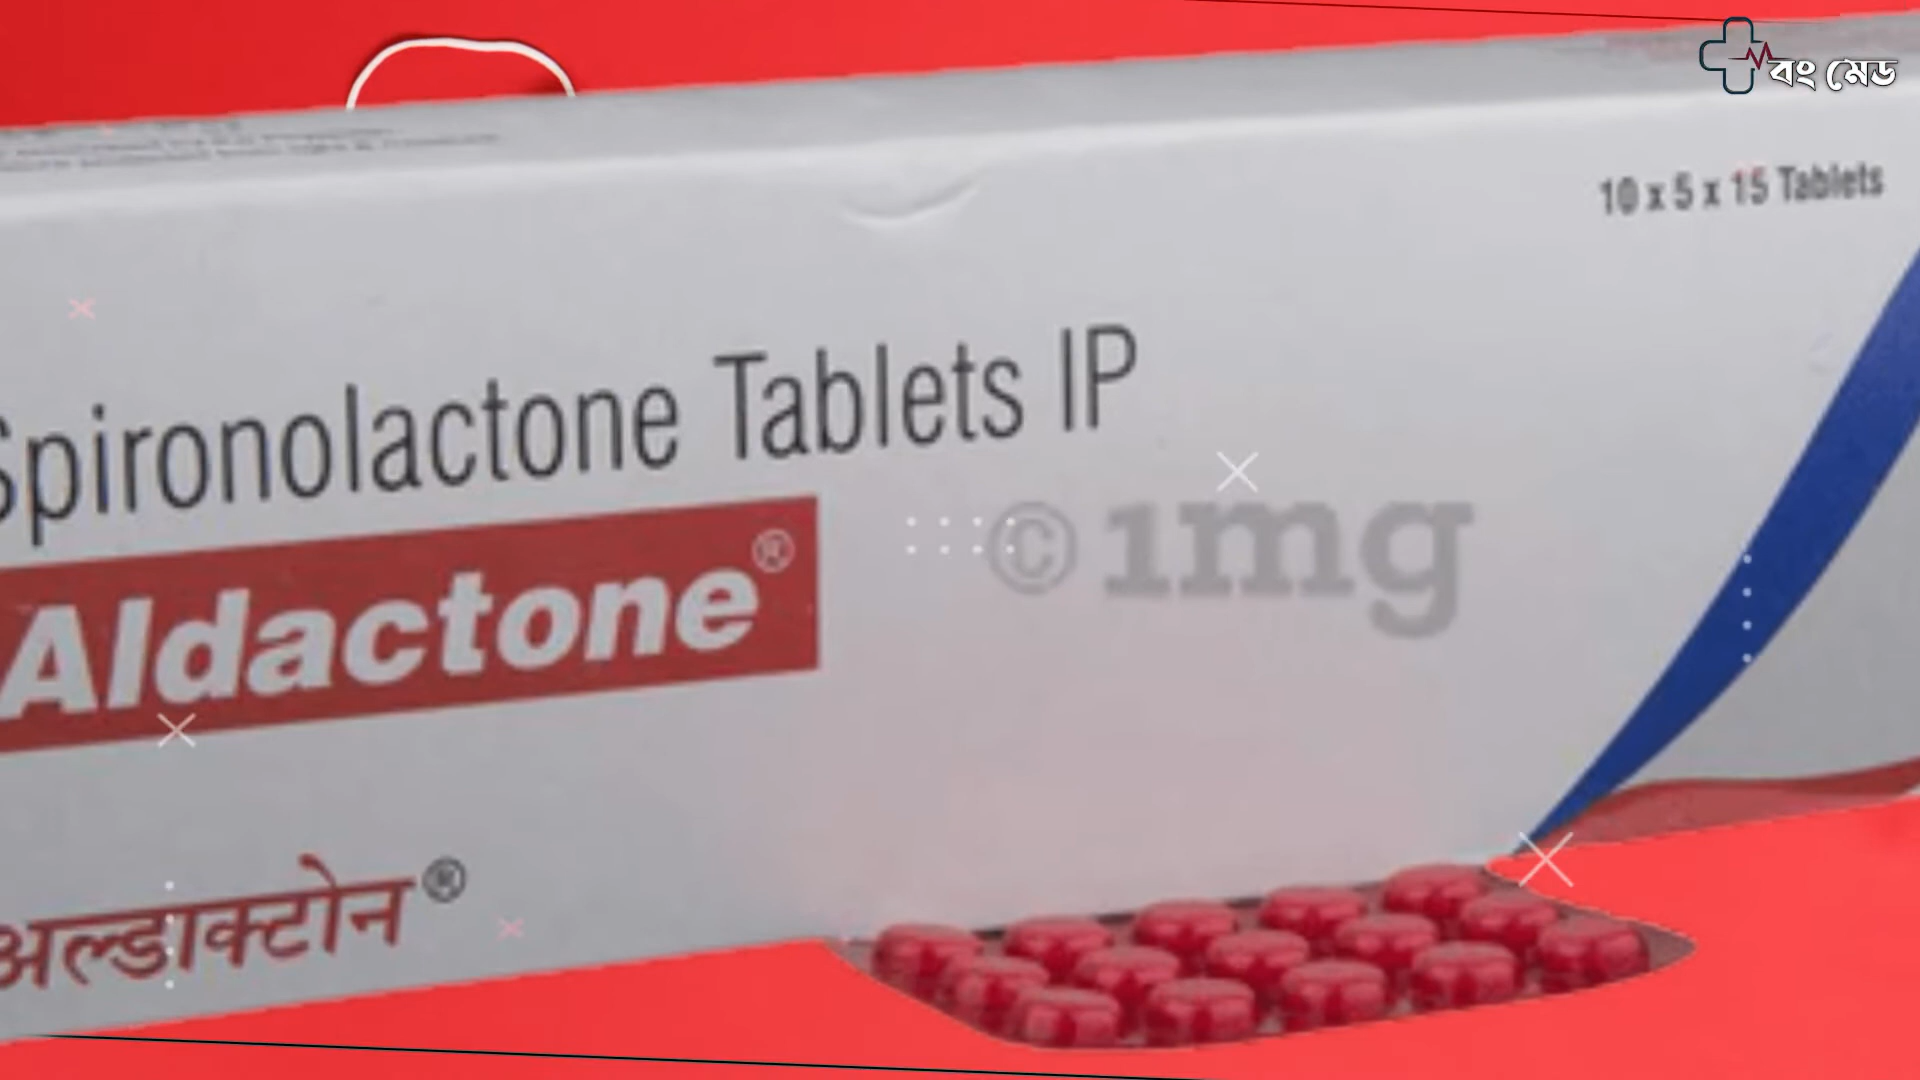 বং মেড
10 x 5 x 15 Tablets
Spironolactone Tablets IP
©1mg
Aldactone®
अल्डाक्टोन®